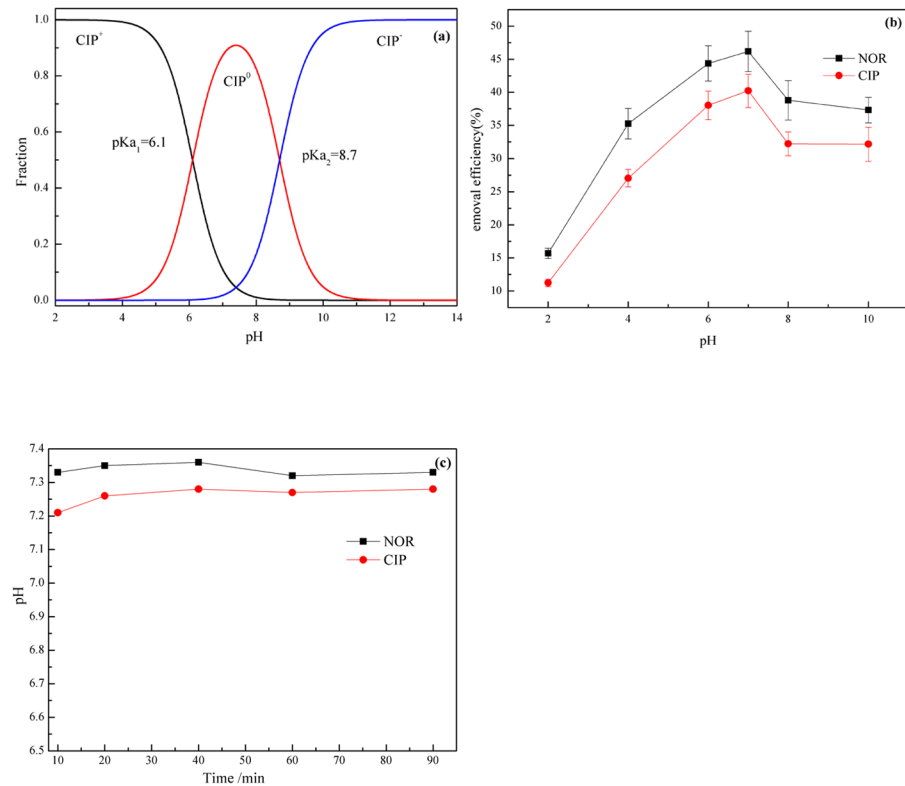 (a)
CIP⁺
CIP⁰
CIP⁻
pKa₁=6.1
pKa₂=8.7
Fraction
1.0
0.8
0.6
0.4
0.2
0.0
2 4 6 8 10 12 14
pH
(b)
NOR
CIP
emoval efficiency(%)
50
45
40
35
30
25
20
15
10
2 4 6 8 10
pH
(c)
NOR
CIP
pH
7.4
7.3
7.2
7.1
7.0
6.9
6.8
6.7
6.6
6.5
10 20 30 40 50 60 70 80 90
Time /min